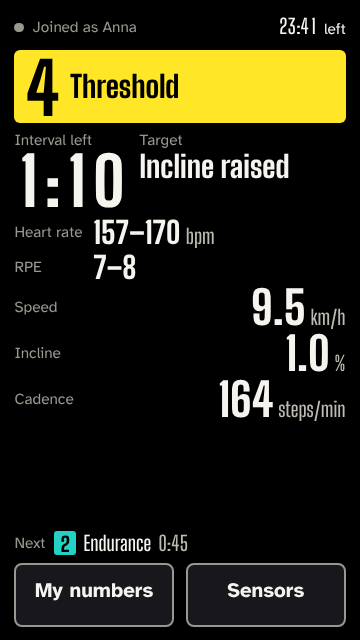 Joined as Anna 23:41 left
4 Threshold
Interval left Target
1:10 Incline raised
Heart rate 157–170 bpm
RPE 7–8
Speed 9.5 km/h
Incline 1.0 %
Cadence 164 steps/min
Next 2 Endurance 0:45
My numbers Sensors